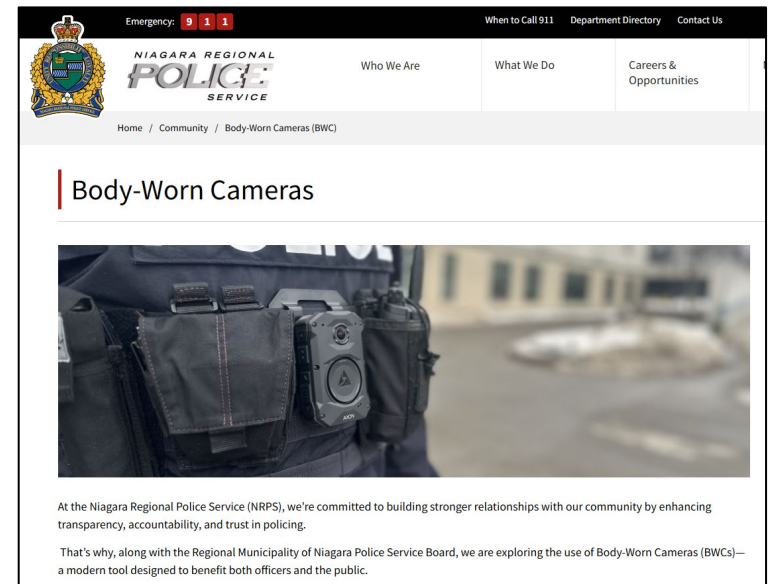 Emergency: 9 1 1
When to Call 911 Department Directory Contact Us
NIAGARA REGIONAL
POLICE
SERVICE
Who We Are
What We Do
Careers &
Opportunities
Home / Community / Body-Worn Cameras (BWC)
Body-Worn Cameras
AXON
At the Niagara Regional Police Service (NRPS), we're committed to building stronger relationships with our community by enhancing
transparency, accountability, and trust in policing.
That's why, along with the Regional Municipality of Niagara Police Service Board, we are exploring the use of Body-Worn Cameras (BWCs)—
a modern tool designed to benefit both officers and the public.